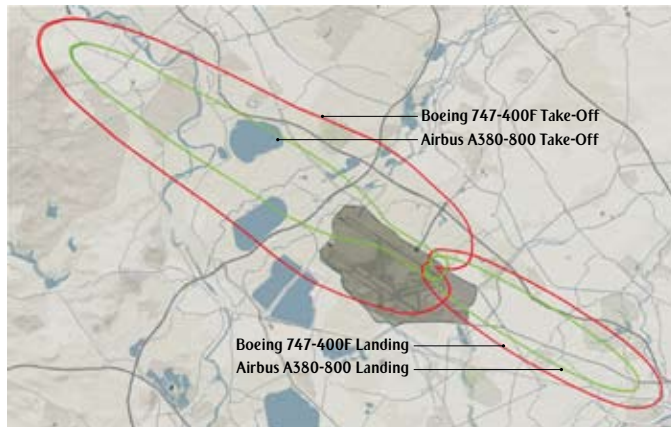 Boeing 747-400F Take-Off
Airbus A380-800 Take-Off
Boeing 747-400F Landing
Airbus A380-800 Landing